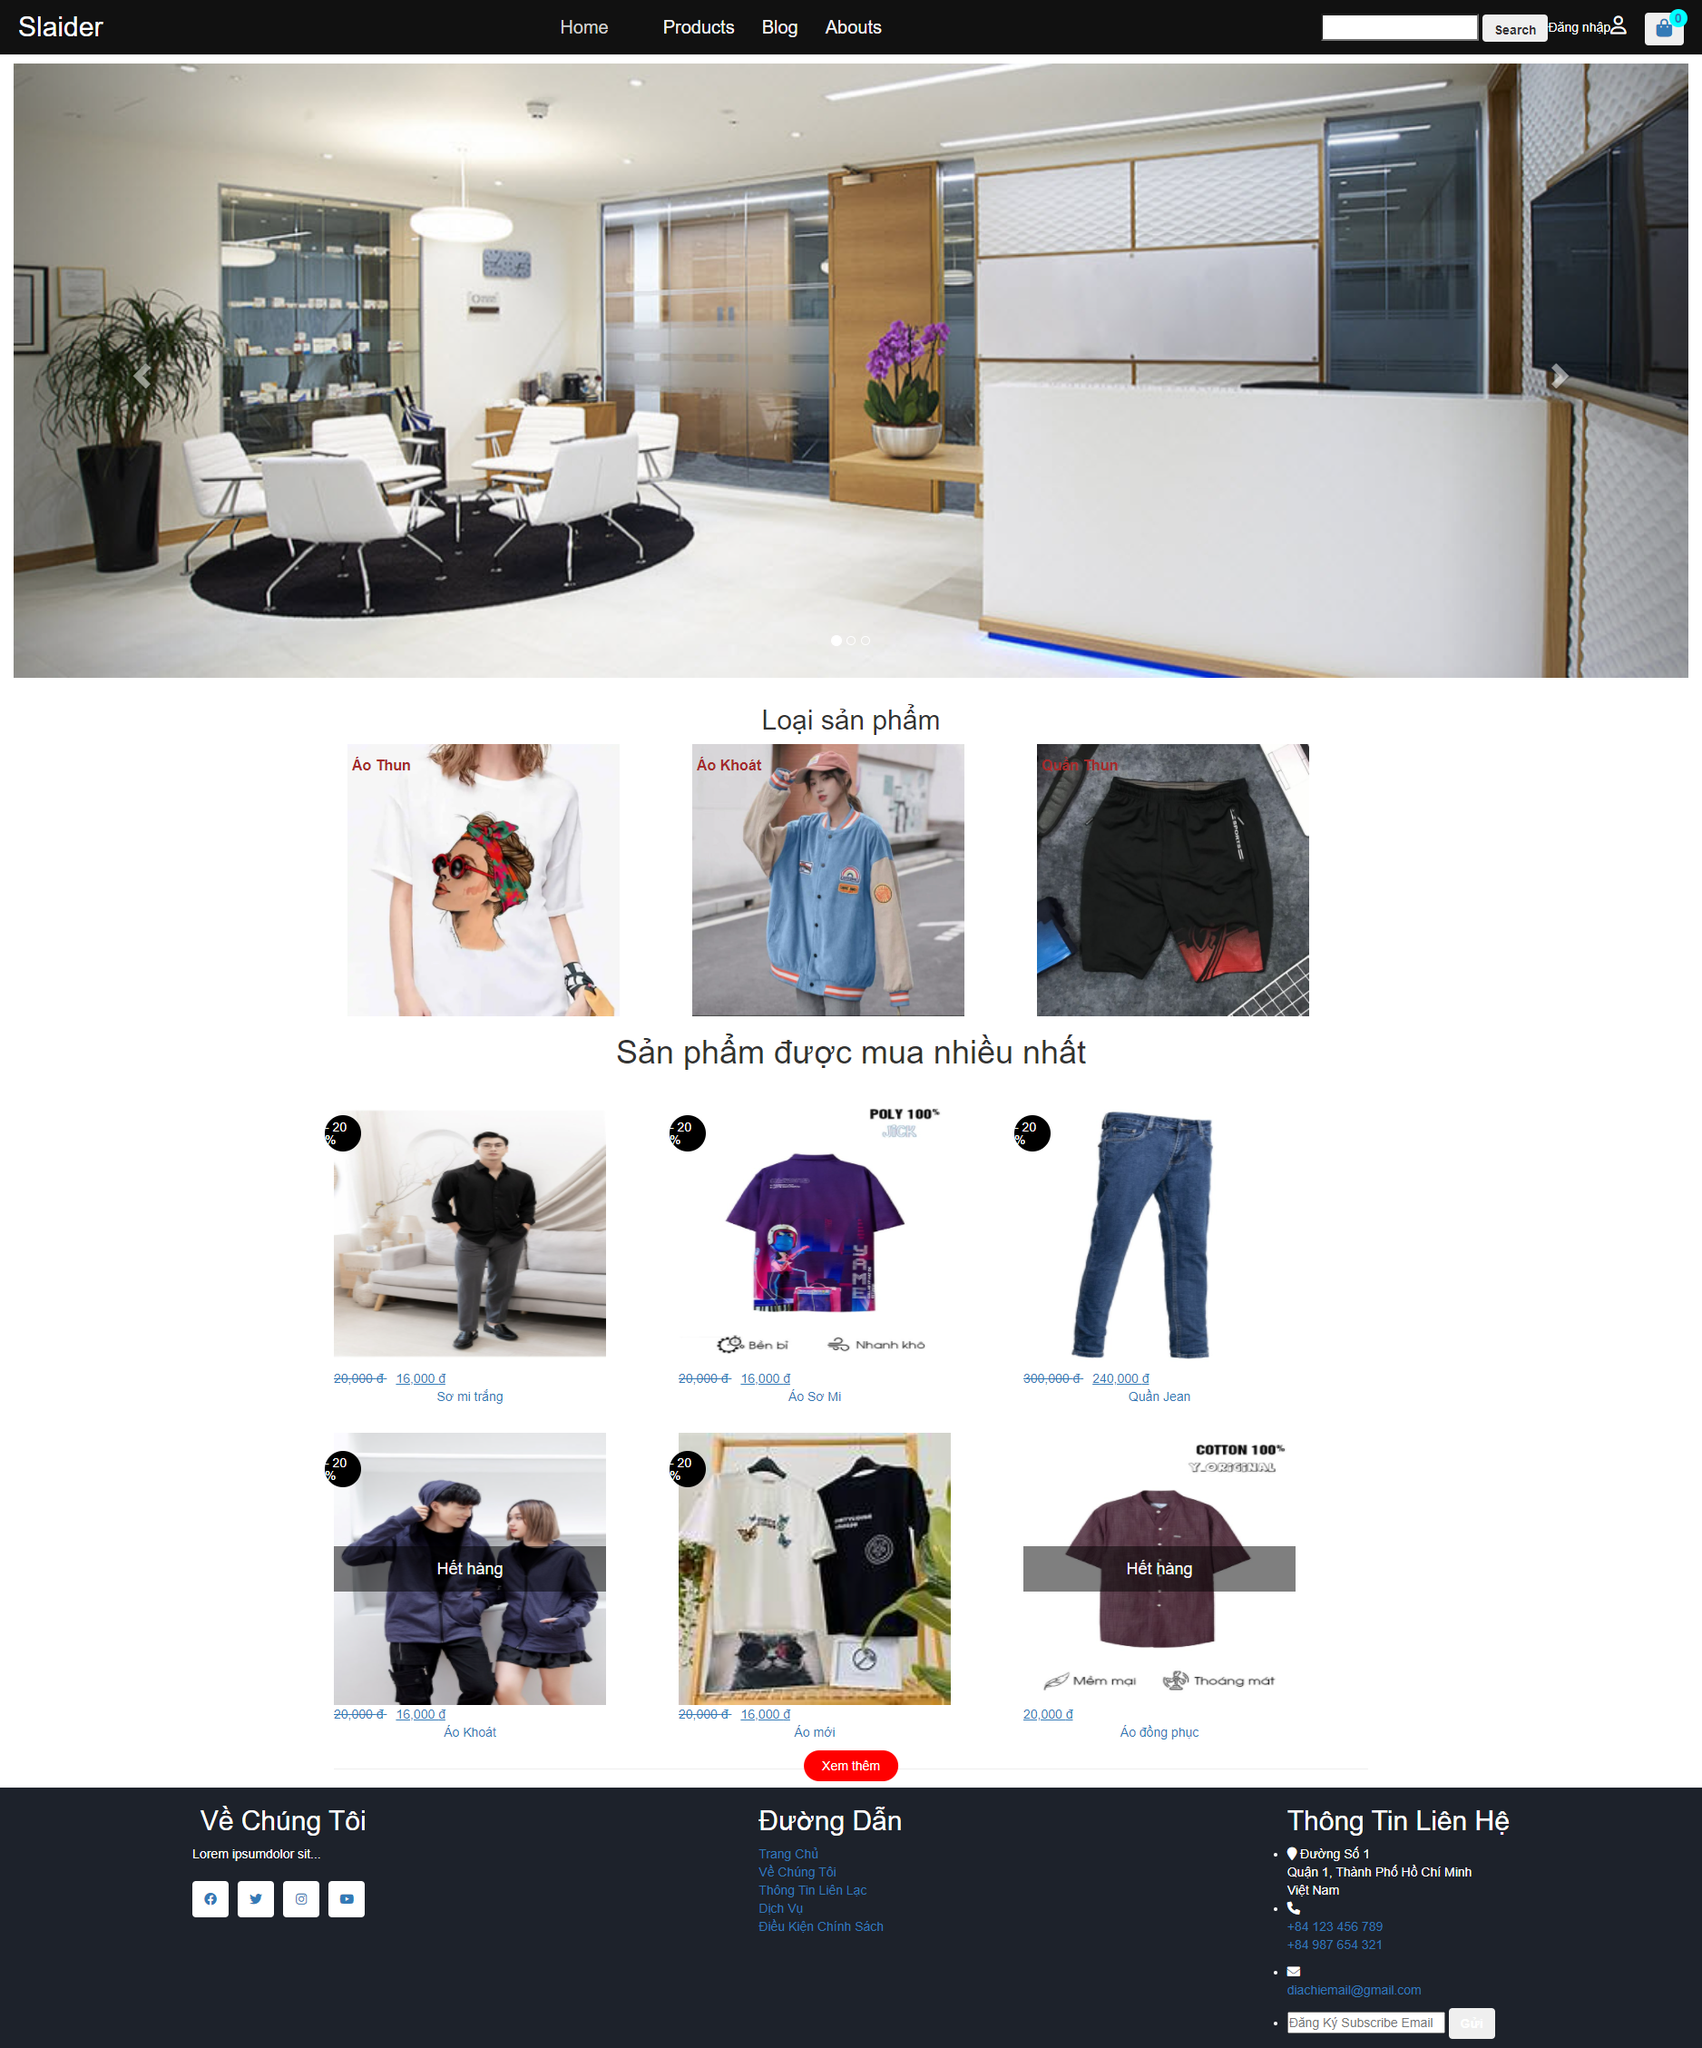 Slaider
Home
Products
Blog
Abouts
Search
Đăng nhập
0
Loại sản phẩm
Áo Thun
Áo Khoát
Quần Thun
SPORTS
Sản phẩm được mua nhiều nhất
- 20
%
- 20
%
POLY 100%
JICK
- 20
%
Bền bỉ
Nhanh khô
20,000 đ 16,000 đ
Sơ mi trắng
20,000 đ 16,000 đ
Áo Sơ Mi
300,000 đ 240,000 đ
Quần Jean
- 20
%
Hết hàng
- 20
%
COTTON 100%
Y_ORIGINAL
Hết hàng
Mềm mại
Thoáng mát
20,000 đ 16,000 đ
Áo Khoát
20,000 đ 16,000 đ
Áo mới
20,000 đ
Áo đồng phục
Xem thêm
Về Chúng Tôi
Lorem ipsumdolor sit...
Đường Dẫn
Trang Chủ
Về Chúng Tôi
Thông Tin Liên Lạc
Dịch Vụ
Điều Kiện Chính Sách
Thông Tin Liên Hệ
Đường Số 1
Quận 1, Thành Phố Hồ Chí Minh
Việt Nam
+84 123 456 789
+84 987 654 321
diachiemail@gmail.com
Đăng Ký Subscribe Email
Gửi